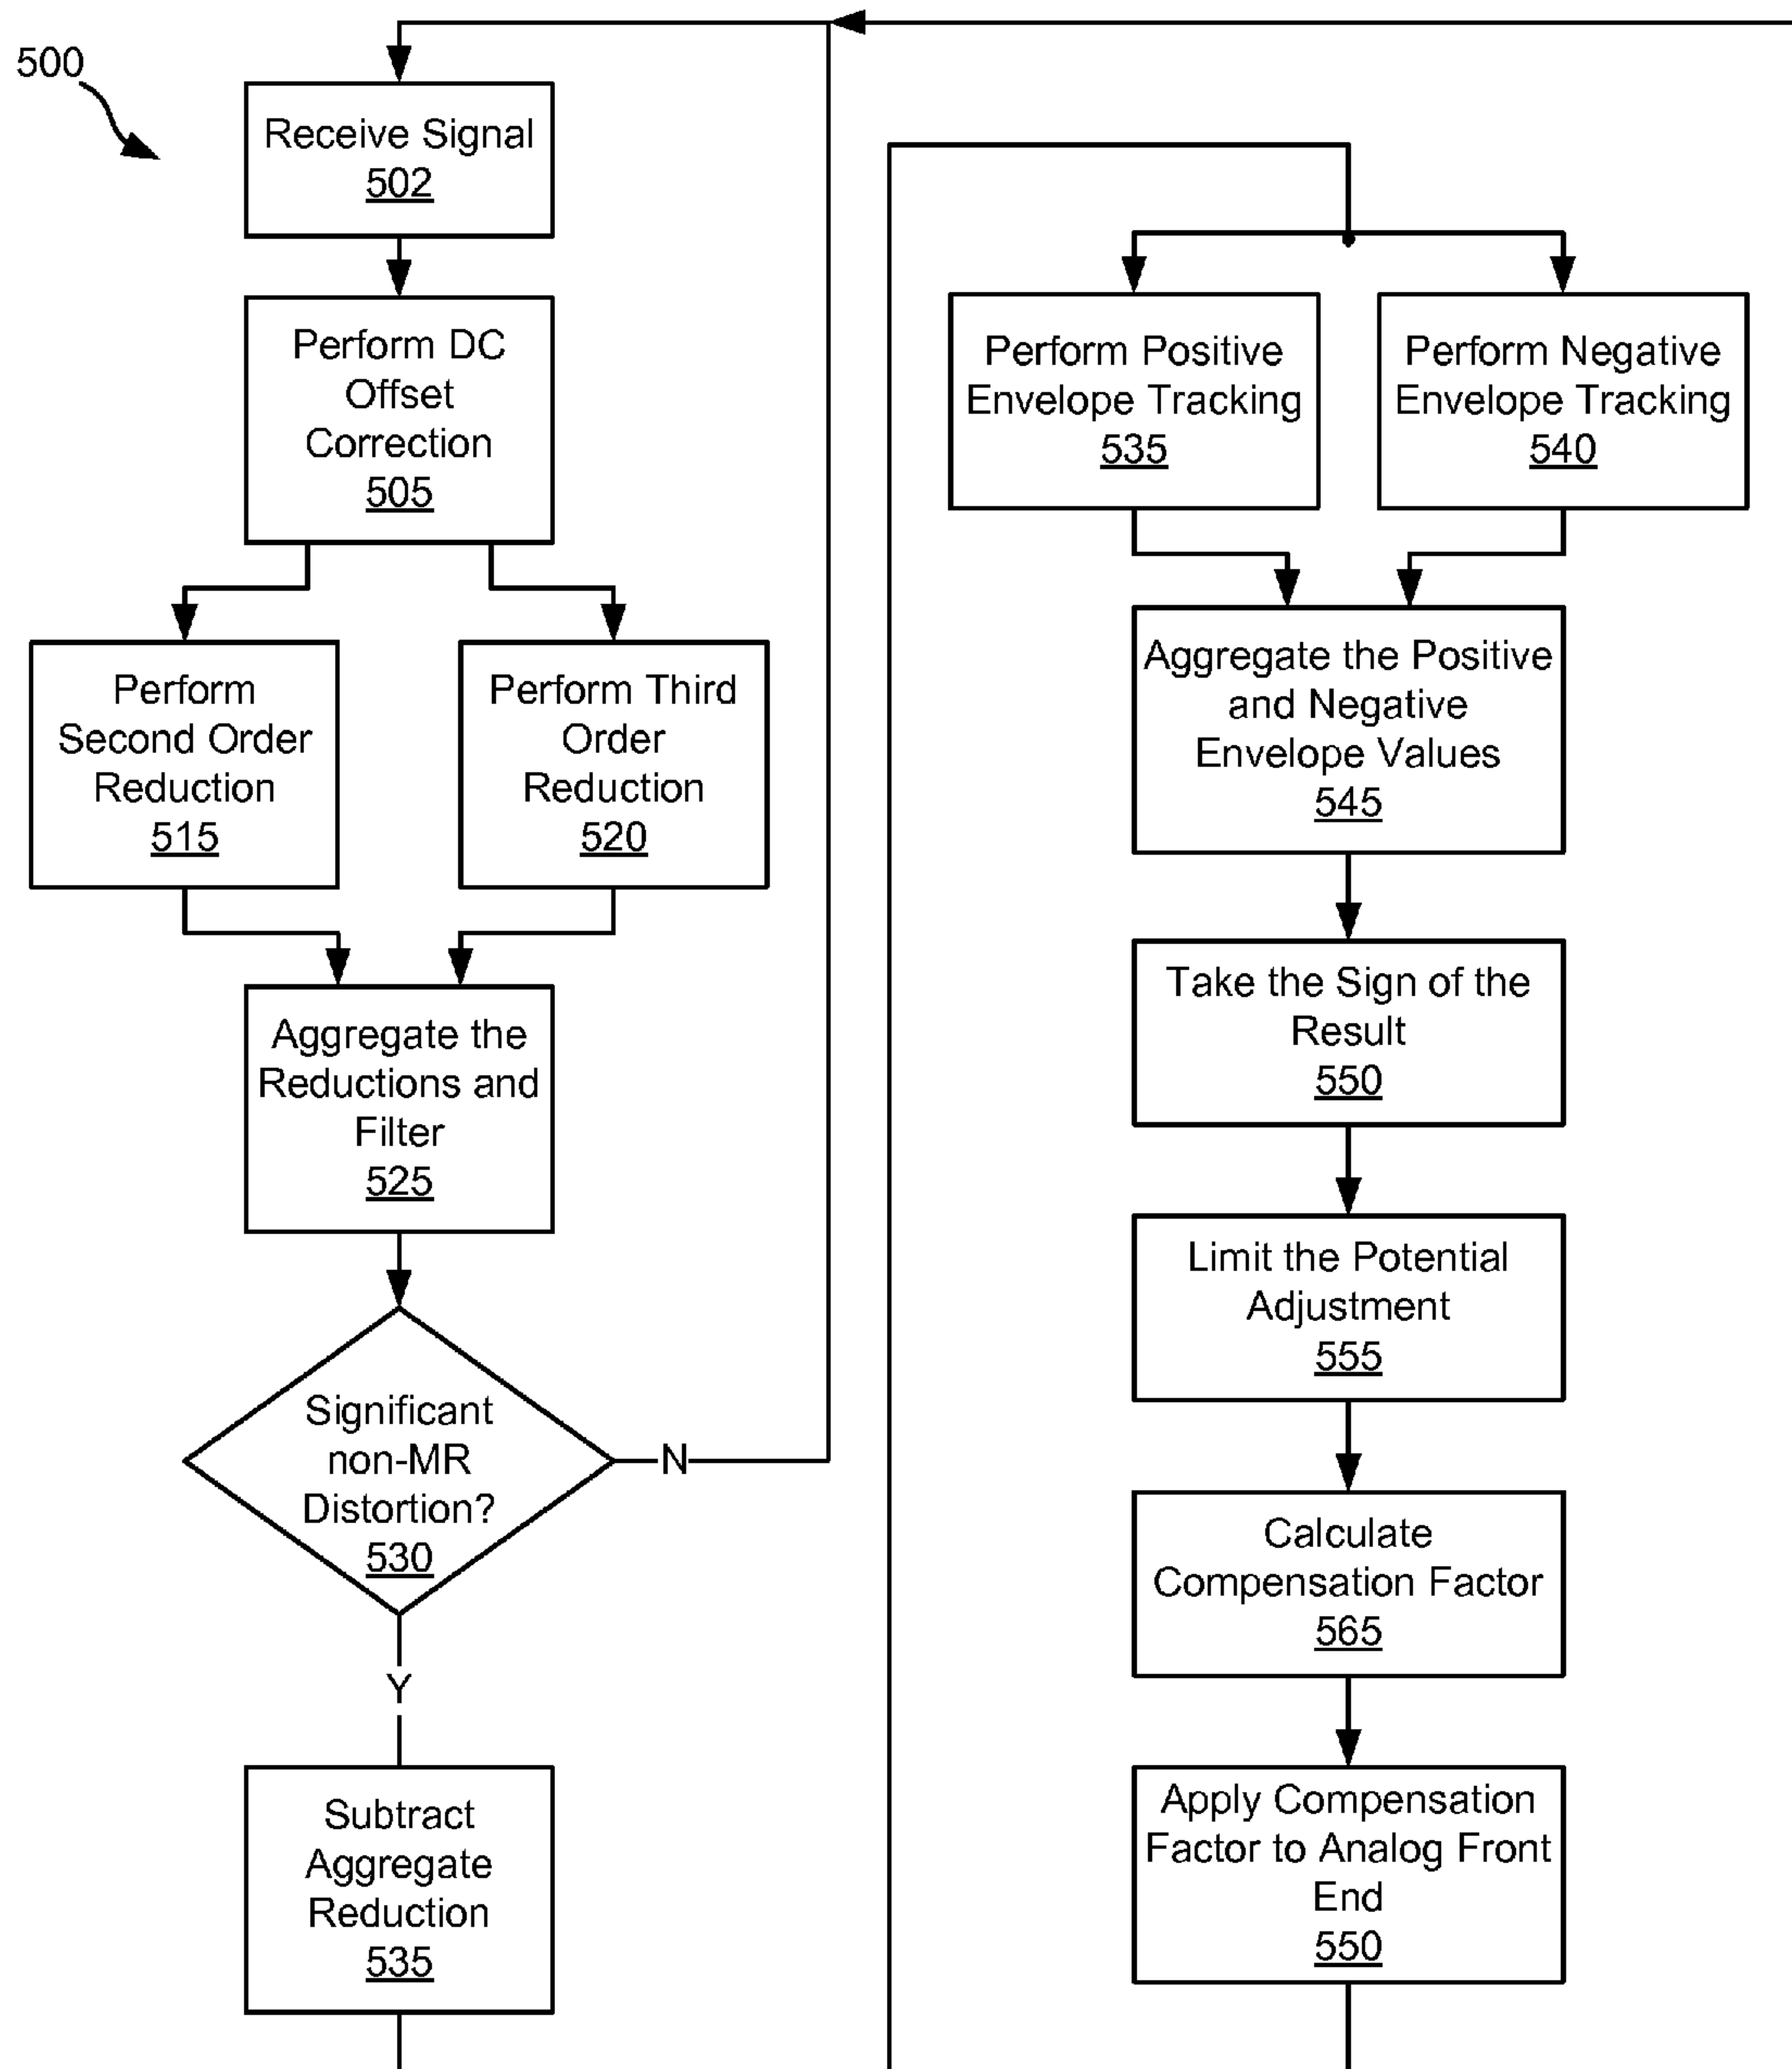 500
Receive Signal
502
Perform DC
Offset
Correction
505
Perform
Second Order
Reduction
515
Perform Third
Order
Reduction
520
Aggregate the
Reductions and
Filter
525
Significant
non-MR
Distortion?
530
N
Y
Subtract
Aggregate
Reduction
535
Perform Positive
Envelope Tracking
535
Perform Negative
Envelope Tracking
540
Aggregate the Positive
and Negative
Envelope Values
545
Take the Sign of the
Result
550
Limit the Potential
Adjustment
555
Calculate
Compensation Factor
565
Apply Compensation
Factor to Analog Front
End
550